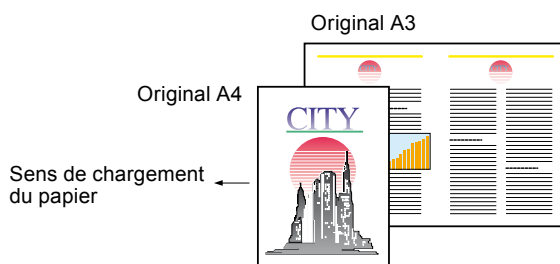 Original A3
Original A4
CITY
Sens de chargement
du papier